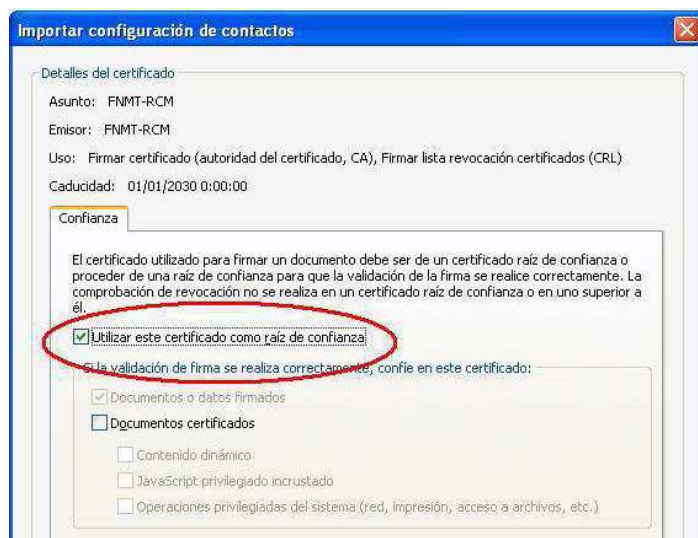 Importar configuración de contactos
Detalles del certificado
Asunto: FNMT-RCM
Emisor: FNMT-RCM
Uso: Firmar certificado (autoridad del certificado, CA), Firmar lista revocación certificados (CRL)
Caducidad: 01/01/2030 0:00:00
Confianza
El certificado utilizado para firmar un documento debe ser de un certificado raíz de confianza o
proceder de una raíz de confianza para que la validación de la firma se realice correctamente. La
comprobación de revocación no se realiza en un certificado raíz de confianza o en uno superior a
él.
Utilizar este certificado como raíz de confianza
Si la validación de firma se realiza correctamente, confíe en este certificado:
Documentos o datos firmados
Documentos certificados
Contenido dinámico
JavaScript privilegiado incrustado
Operaciones privilegiadas del sistema (red, impresión, acceso a archivos, etc.)